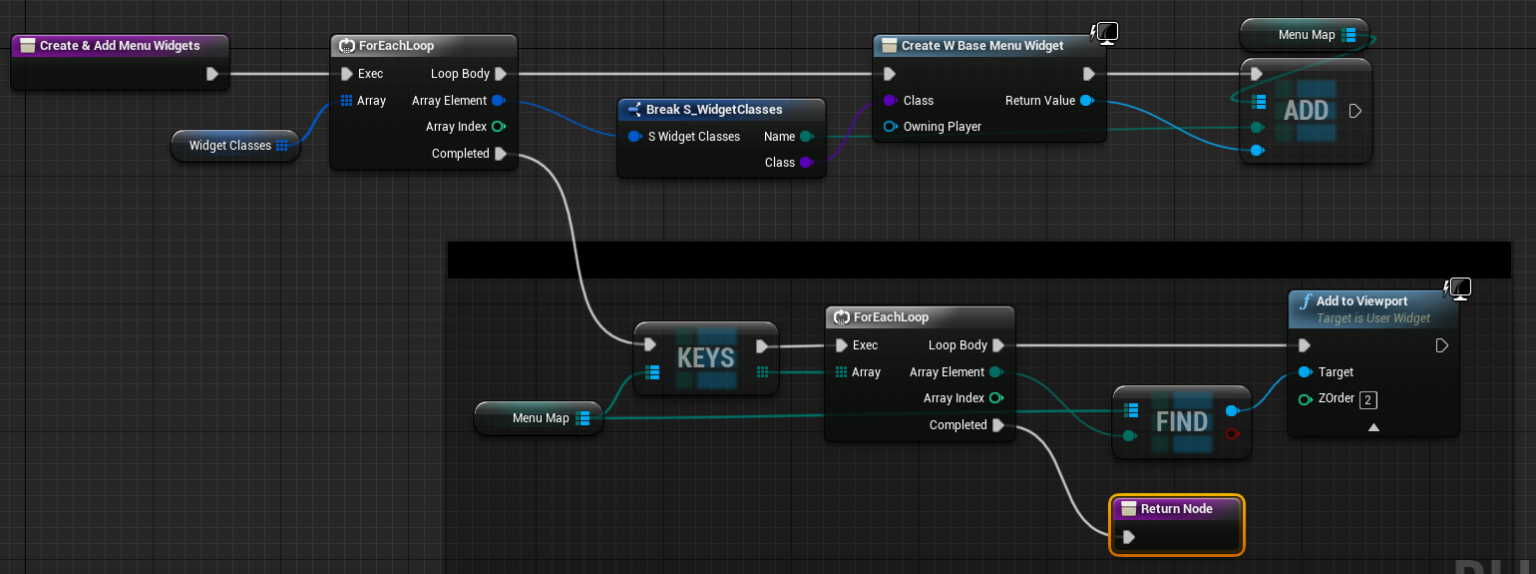 Create & Add Menu Widgets
Widget Classes
ForEachLoop
Exec
Loop Body
Array
Array Element
Array Index
Completed
Break S_WidgetClasses
S Widget Classes
Name
Class
Create W Base Menu Widget
Class
Return Value
Owning Player
Menu Map
ADD
Menu Map
KEYS
ForEachLoop
Exec
Loop Body
Array
Array Element
Array Index
Completed
FIND
Add to Viewport
Target is User Widget
Target
ZOrder 2
Return Node